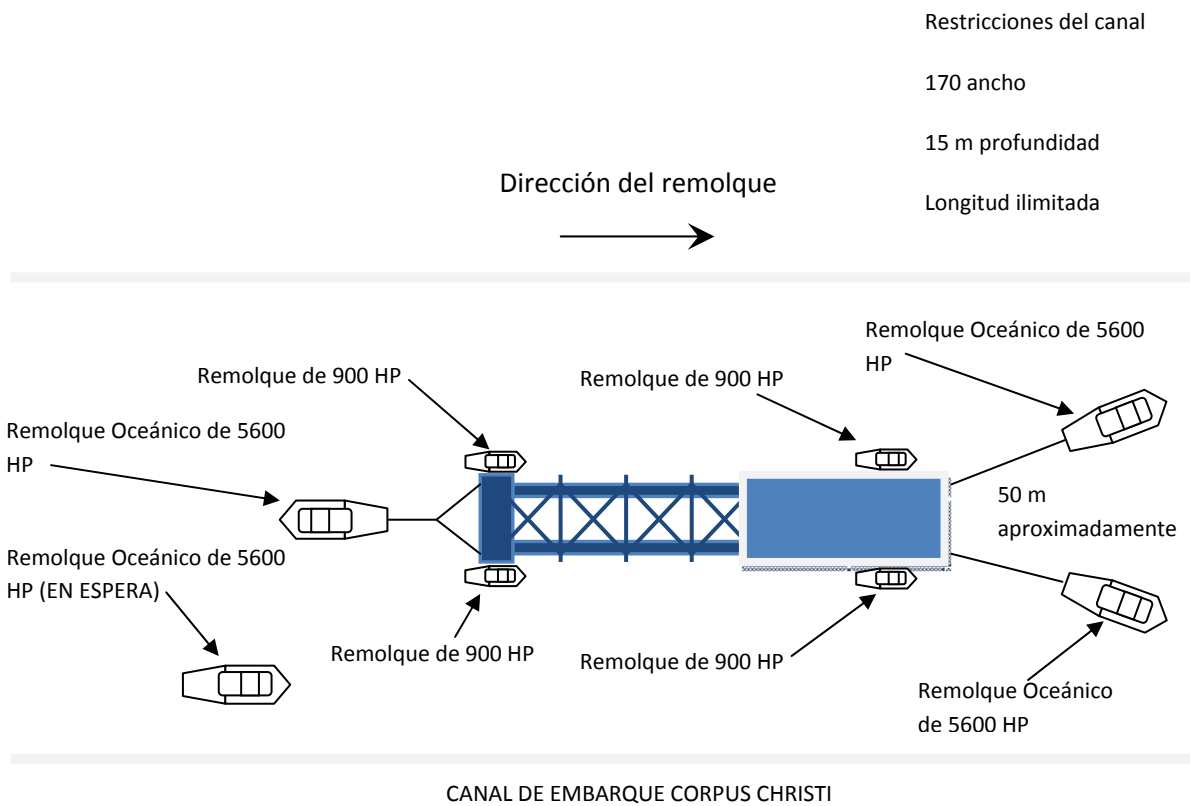 Restricciones del canal
170 ancho
15 m profundidad
Longitud ilimitada
Dirección del remolque
Remolque Oceánico de 5600
HP
Remolque de 900 HP
Remolque de 900 HP
Remolque Oceánico de 5600
HP
50 m
aproximadamente
Remolque Oceánico de 5600
HP (EN ESPERA)
Remolque de 900 HP
Remolque de 900 HP
Remolque Oceánico
de 5600 HP
CANAL DE EMBARQUE CORPUS CHRISTI